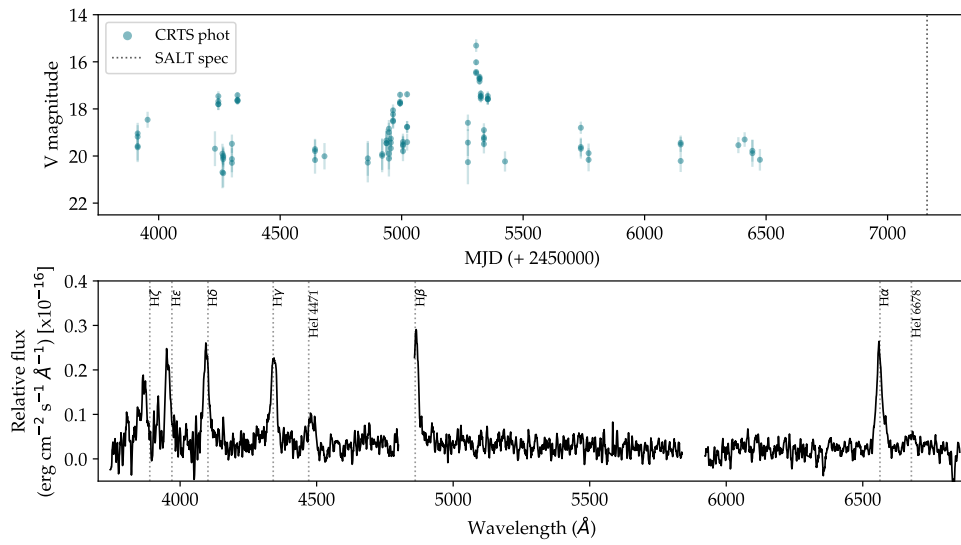 14
16
18
20
22
V magnitude
CRTS phot
SALT spec
4000 4500 5000 5500 6000 6500 7000
MJD (+ 2450000)
0.4
0.3
0.2
0.1
0.0
Relative flux
(erg cm⁻² s⁻¹ Å⁻¹) [x10⁻¹⁶]
Hζ
Hε
Hδ
Hγ
HeI 4471
Hβ
Hα
HeI 6678
4000 4500 5000 5500 6000 6500
Wavelength (Å)